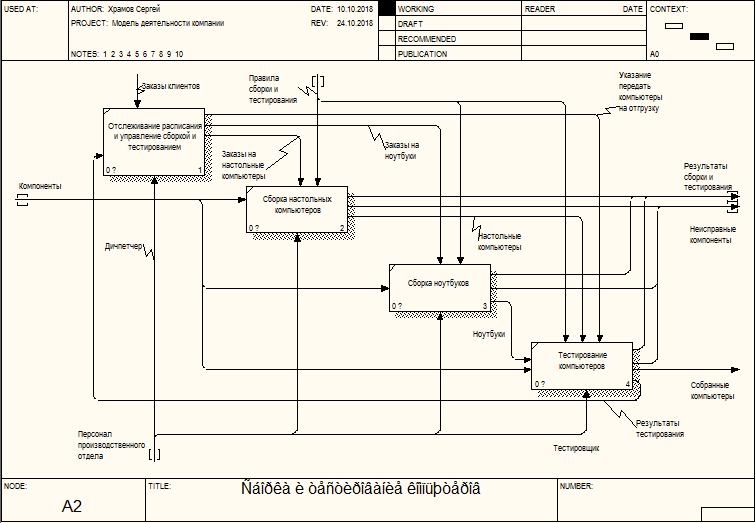 USED AT:
AUTHOR: Храмов Сергей
DATE: 10.10.2018
PROJECT: Модель деятельности компании
REV: 24.10.2018
NOTES: 1 2 3 4 5 6 7 8 9 10
WORKING
DRAFT
RECOMMENDED
PUBLICATION
READER
DATE
CONTEXT:
A0
Заказы клиентов
Правила
сборки и
тестирования
Указание
передать
компьютеры
на отгрузку
Отслеживание расписания
и управление сборкой и
тестированием
0 ?
1
Заказы на
настольные
компьютеры
Заказы на
ноутбуки
Результаты
сборки и
тестирования
Компоненты
Сборка настольных
компьютеров
0 ?
2
Неисправные
компоненты
Дичпетчер
Настольные
компьютеры
Сборка ноутбуков
0 ?
3
Ноутбуки
Тестирование
компьютеров
0 ?
4
Собранные
компьютеры
Результаты
тестирования
Персонал
производственного
отдела
Тестировщик
NODE:
A2
TITLE:
Ñáîðêà è òåñòèðîâàíèå êîìïüþòåðîâ
NUMBER: